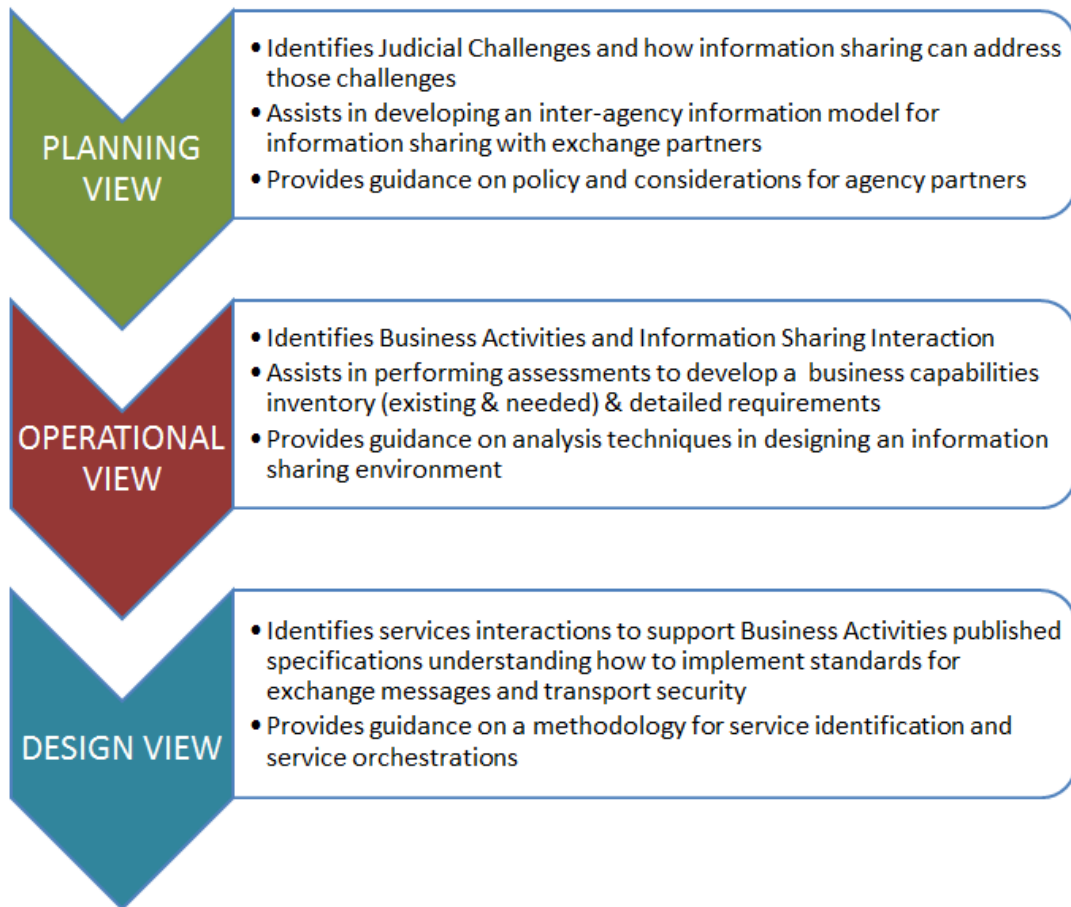 PLANNING
VIEW
• Identifies Judicial Challenges and how information sharing can address
those challenges
• Assists in developing an inter-agency information model for
information sharing with exchange partners
• Provides guidance on policy and considerations for agency partners
OPERATIONAL
VIEW
• Identifies Business Activities and Information Sharing Interaction
• Assists in performing assessments to develop a  business capabilities
inventory (existing & needed) & detailed requirements
• Provides guidance on analysis techniques in designing an information
sharing environment
DESIGN VIEW
• Identifies services interactions to support Business Activities published
specifications understanding how to implement standards for
exchange messages and transport security
• Provides guidance on a methodology for service identification and
service orchestrations